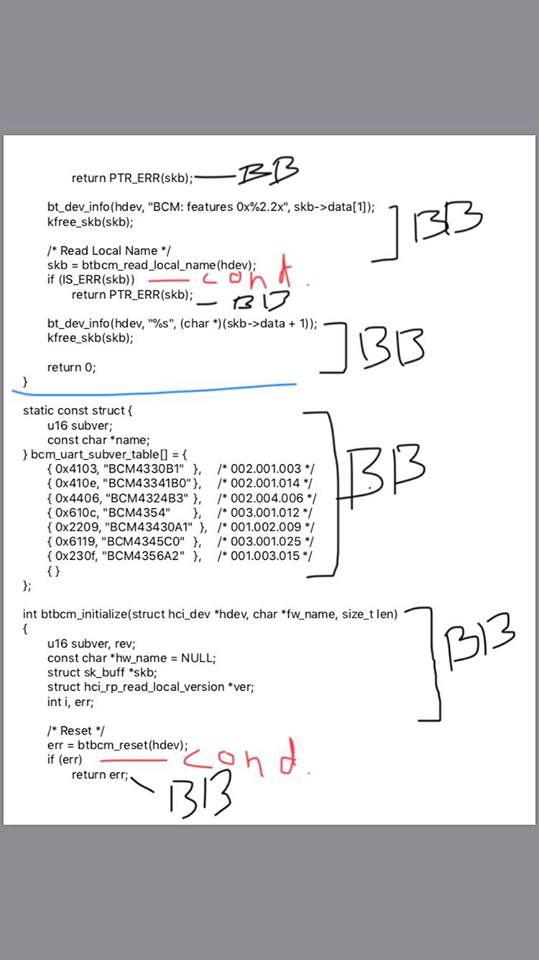 return PTR_ERR(skb); BB
bt_dev_info(hdev, "BCM: features 0x%2.2x", skb->data[1]);
kfree_skb(skb);
BB
/* Read Local Name */
skb = btbcm_read_local_name(hdev);
if (IS_ERR(skb)) cond.
return PTR_ERR(skb); BB
bt_dev_info(hdev, "%s", (char *)(skb->data + 1));
kfree_skb(skb);
BB
return 0;
}
static const struct {
u16 subver;
const char *name;
} bcm_uart_subver_table[] = {
{ 0x4103, "BCM4330B1" }, /* 002.001.003 */
{ 0x410e, "BCM43341B0"}, /* 002.001.014 */
{ 0x4406, "BCM4324B3" }, /* 002.004.006 */
{ 0x610c, "BCM4354" }, /* 003.001.012 */
{ 0x2209, "BCM43430A1" }, /* 001.002.009 */
{ 0x6119, "BCM4345C0" }, /* 003.001.025 */
{ 0x230f, "BCM4356A2" }, /* 001.003.015 */
{ }
};
BB
int btbcm_initialize(struct hci_dev *hdev, char *fw_name, size_t len)
{
u16 subver, rev;
const char *hw_name = NULL;
struct sk_buff *skb;
struct hci_rp_read_local_version *ver;
int i, err;
BB
/* Reset */
err = btbcm_reset(hdev);
if (err) cond.
return err; BB